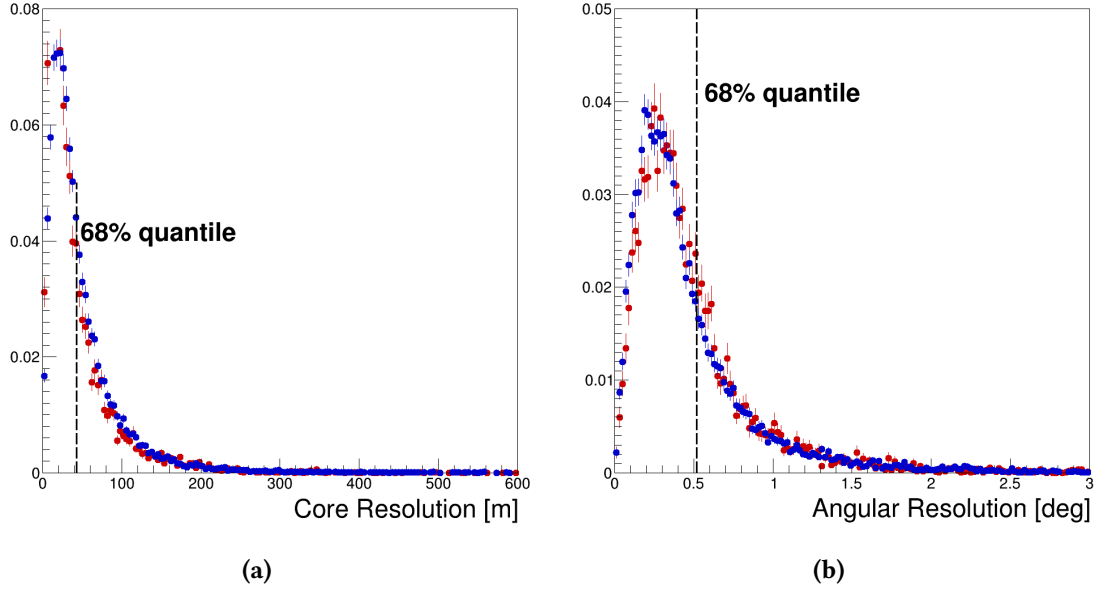 0.08
0.06
0.04
0.02
0
68% quantile
0 100 200 300 400 500 600
Core Resolution [m]
(a)
0.05
0.04
0.03
0.02
0.01
0
68% quantile
0 0.5 1 1.5 2 2.5 3
Angular Resolution [deg]
(b)